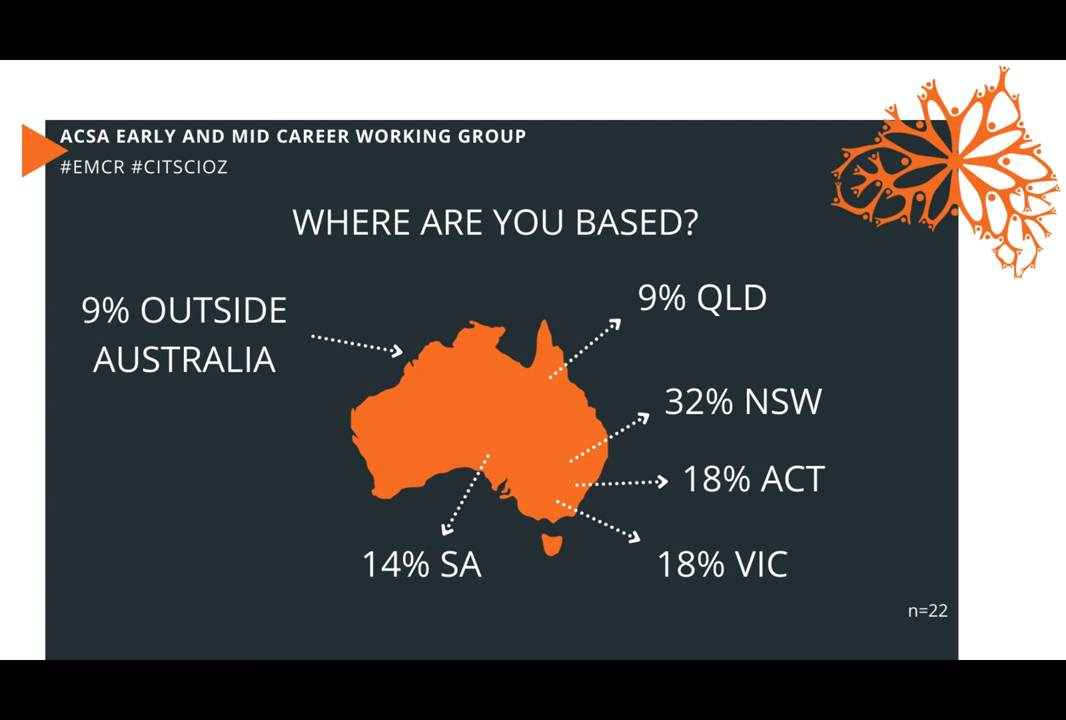 ACSA EARLY AND MID CAREER WORKING GROUP
#EMCR #CITSCIOZ
WHERE ARE YOU BASED?
9% OUTSIDE
AUSTRALIA
9% QLD
32% NSW
18% ACT
18% VIC
14% SA
n=22